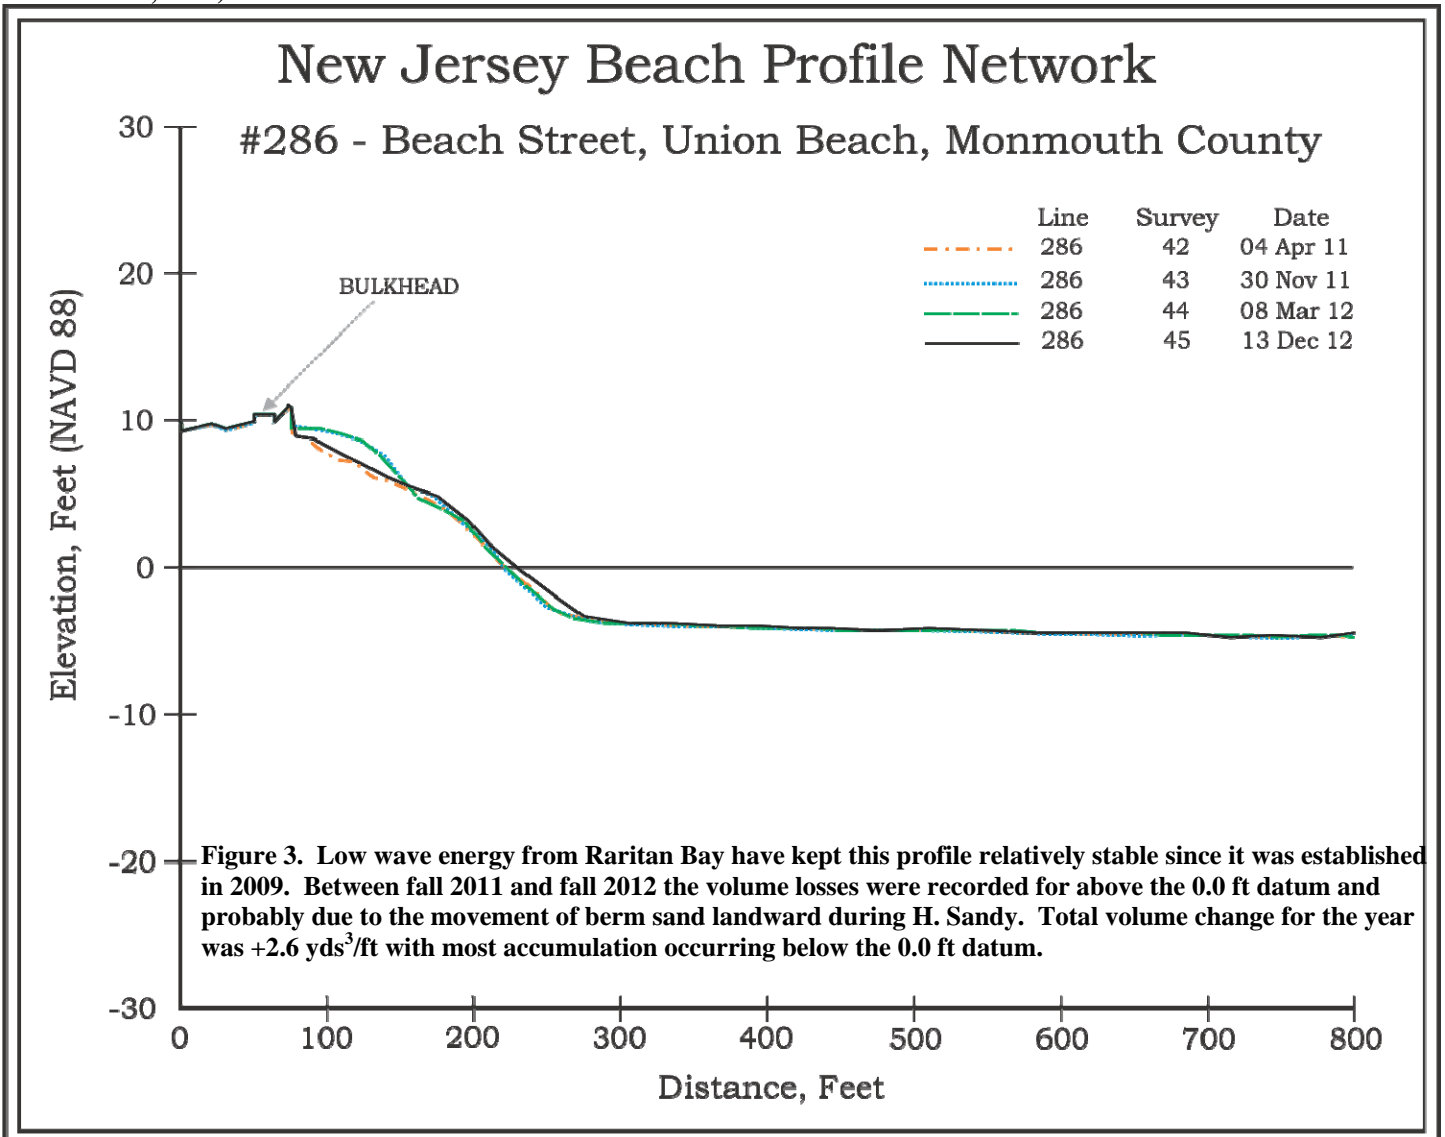 New Jersey Beach Profile Network
#286 - Beach Street, Union Beach, Monmouth County
Line Survey Date
286 42 04 Apr 11
286 43 30 Nov 11
286 44 08 Mar 12
286 45 13 Dec 12
BULKHEAD
Elevation, Feet (NAVD 88)
30
20
10
0
-10
-20
-30
Figure 3. Low wave energy from Raritan Bay have kept this profile relatively stable since it was established
in 2009. Between fall 2011 and fall 2012 the volume losses were recorded for above the 0.0 ft datum and
probably due to the movement of berm sand landward during H. Sandy. Total volume change for the year
was +2.6 yds³/ft with most accumulation occurring below the 0.0 ft datum.
0 100 200 300 400 500 600 700 800
Distance, Feet